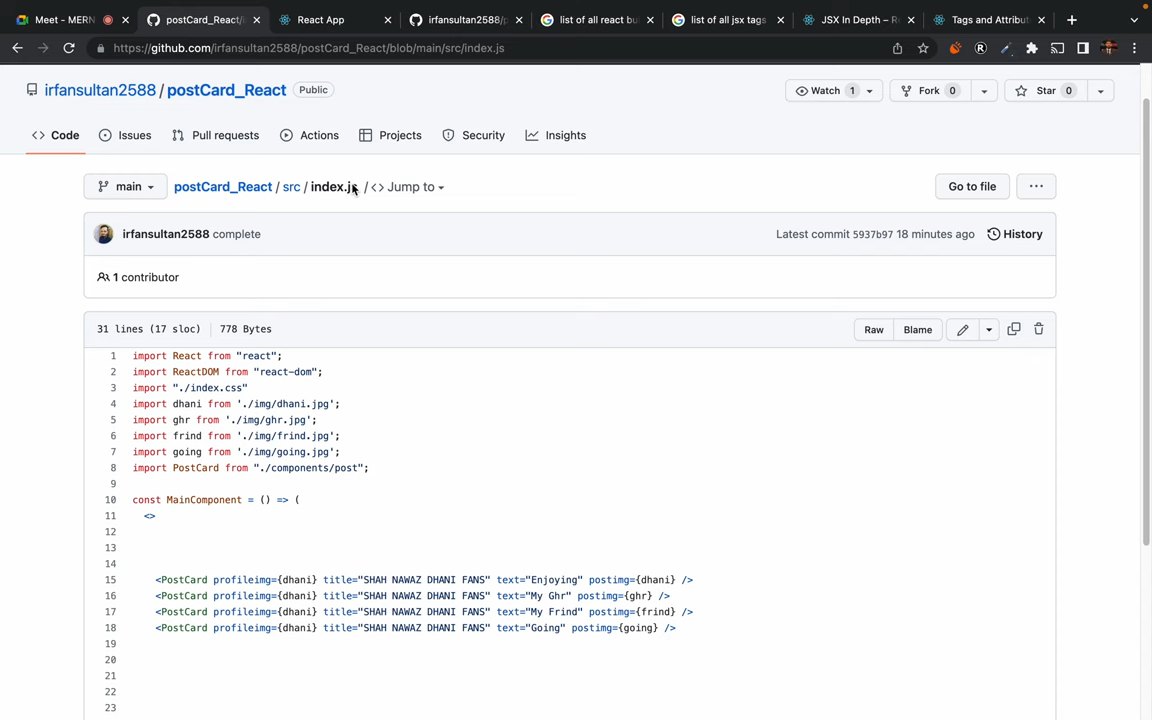 Meet - MERN
postCard_React/i
React App
irfansultan2588/p
list of all react bu
list of all jsx tags
JSX In Depth – Re
Tags and Attribut
https://github.com/irfansultan2588/postCard_React/blob/main/src/index.js
irfansultan2588 / postCard_React Public
Watch 1
Fork 0
Star 0
Code
Issues
Pull requests
Actions
Projects
Security
Insights
main
postCard_React / src / index.js / <> Jump to
Go to file
...
irfansultan2588 complete
Latest commit 5937b97 18 minutes ago
History
1 contributor
31 lines (17 sloc) 778 Bytes
Raw
Blame
1 import React from "react";
2 import ReactDOM from "react-dom";
3 import "./index.css"
4 import dhani from './img/dhani.jpg';
5 import ghr from './img/ghr.jpg';
6 import frind from './img/frind.jpg';
7 import going from './img/going.jpg';
8 import PostCard from "./components/post";
9
10 const MainComponent = () => (
11 <>
12
13
14
15 <PostCard profileimg={dhani} title="SHAH NAWAZ DHANI FANS" text="Enjoying" postimg={dhani} />
16 <PostCard profileimg={dhani} title="SHAH NAWAZ DHANI FANS" text="My Ghr" postimg={ghr} />
17 <PostCard profileimg={dhani} title="SHAH NAWAZ DHANI FANS" text="My Frind" postimg={frind} />
18 <PostCard profileimg={dhani} title="SHAH NAWAZ DHANI FANS" text="Going" postimg={going} />
19
20
21
22
23